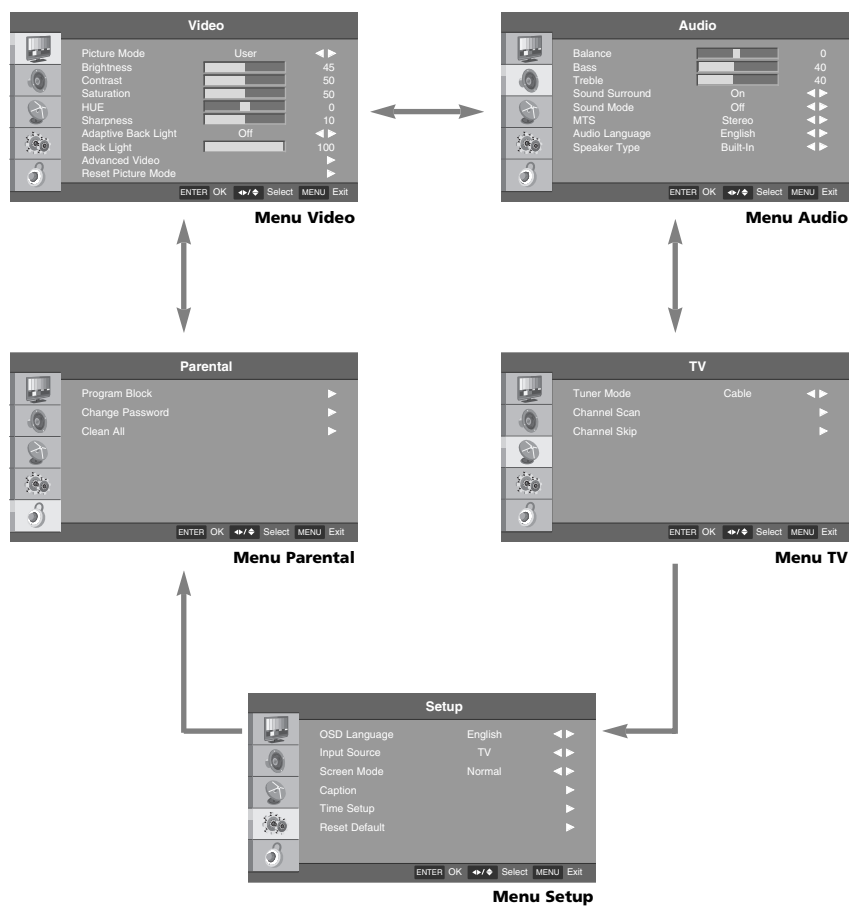 Video
Picture Mode User
Brightness 45
Contrast 50
Saturation 50
HUE 0
Sharpness 10
Adaptive Back Light Off
Back Light 100
Advanced Video
Reset Picture Mode
ENTER OK Select MENU Exit
Menu Video
Audio
Balance 0
Bass 40
Treble 40
Sound Surround On
Sound Mode Off
MTS Stereo
Audio Language English
Speaker Type Built-In
ENTER OK Select MENU Exit
Menu Audio
Parental
Program Block
Change Password
Clean All
ENTER OK Select MENU Exit
Menu Parental
TV
Tuner Mode Cable
Channel Scan
Channel Skip
ENTER OK Select MENU Exit
Menu TV
Setup
OSD Language English
Input Source TV
Screen Mode Normal
Caption
Time Setup
Reset Default
ENTER OK Select MENU Exit
Menu Setup